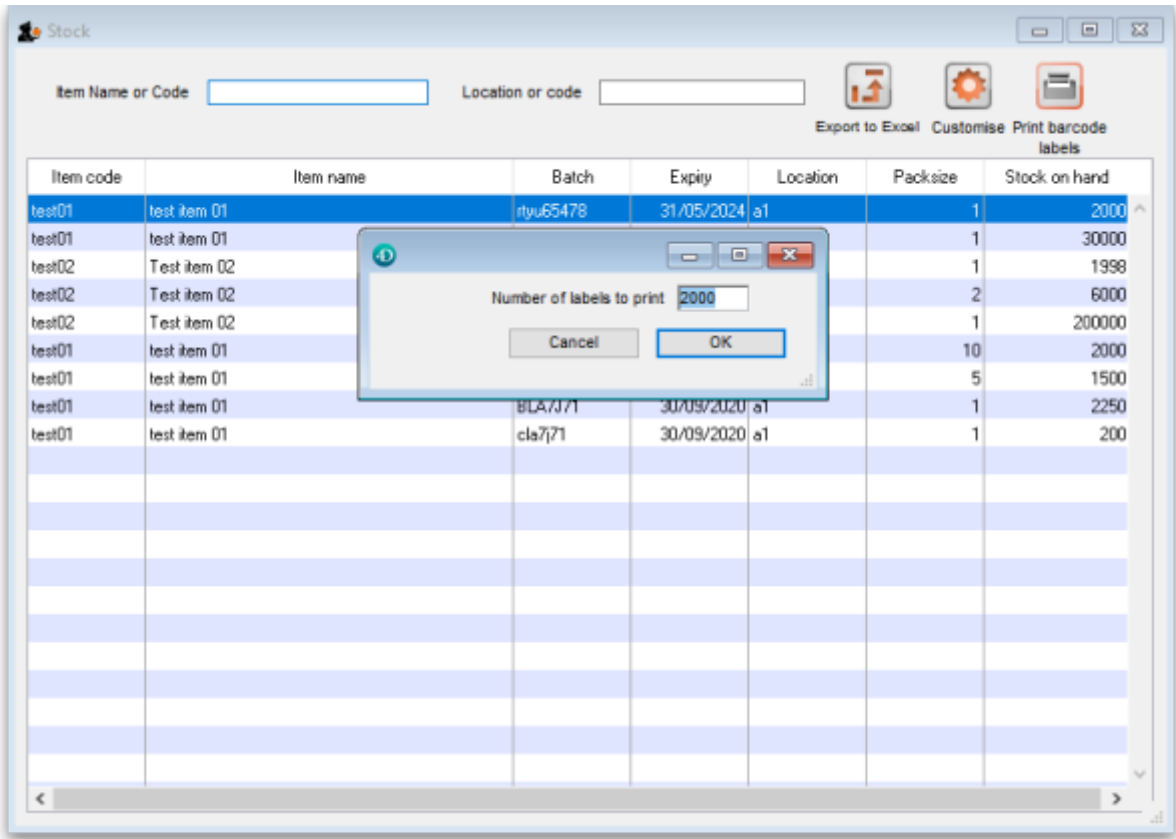 Stock
Item Name or Code Location or code
Export to Excel Customise Print barcode
labels
Item code Item name Batch Expiry Location Packsize Stock on hand
test01 test item 01 rtyu65478 31/05/2024 a1 1 2000
test01 test item 01 1 30000
test02 Test item 02 1 1998
test02 Test item 02 2 6000
test02 Test item 02 1 200000
test01 test item 01 10 2000
test01 test item 01 5 1500
test01 test item 01 BLA7J71 30/09/2020 a1 1 2250
test01 test item 01 cla7j71 30/09/2020 a1 1 200
4D
Number of labels to print 2000
Cancel OK